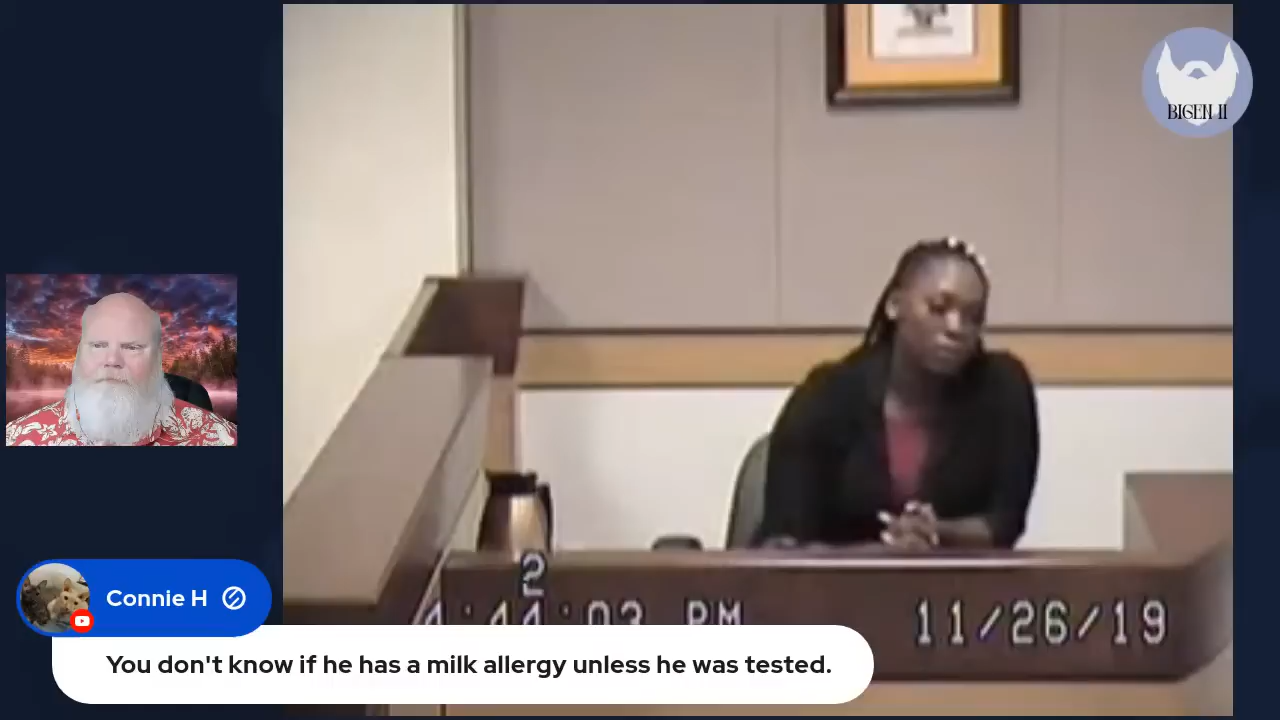 BIGEN II
2
4:44:03 PM 11/26/19
Connie H
You don't know if he has a milk allergy unless he was tested.